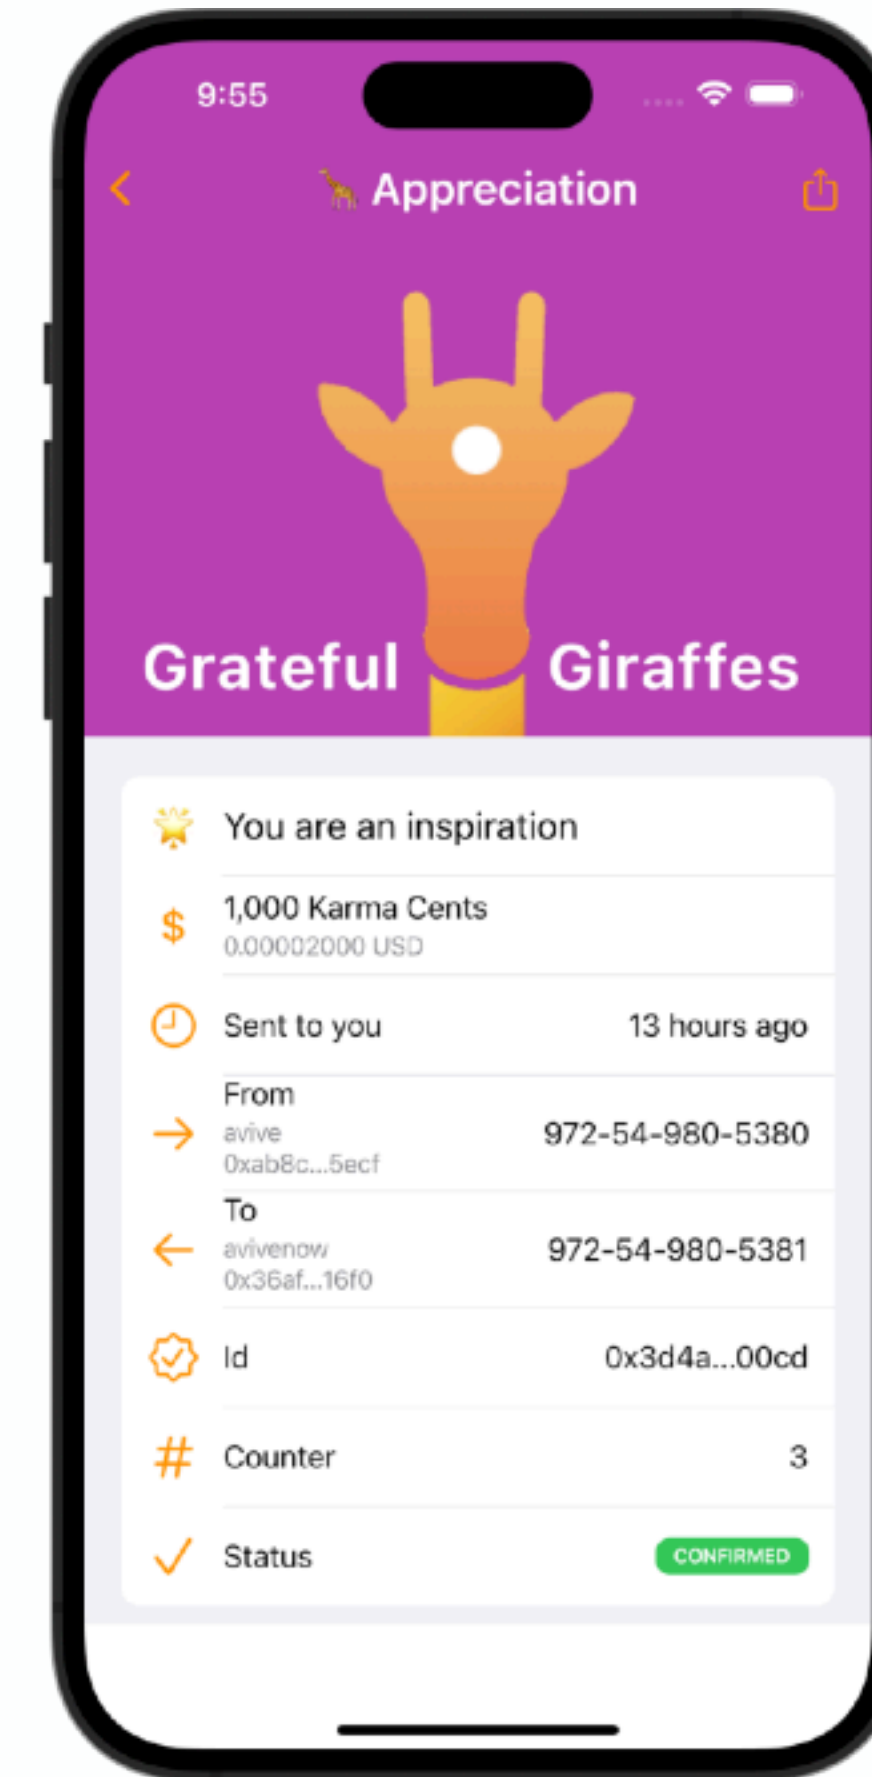 9:55
Appreciation
Grateful Giraffes
You are an inspiration
1,000 Karma Cents
0.00002000 USD
Sent to you 13 hours ago
From
avive 972-54-980-5380
0xab8c...5ecf
To
avivenow 972-54-980-5381
0x36af...16f0
Id 0x3d4a...00cd
Counter 3
Status CONFIRMED